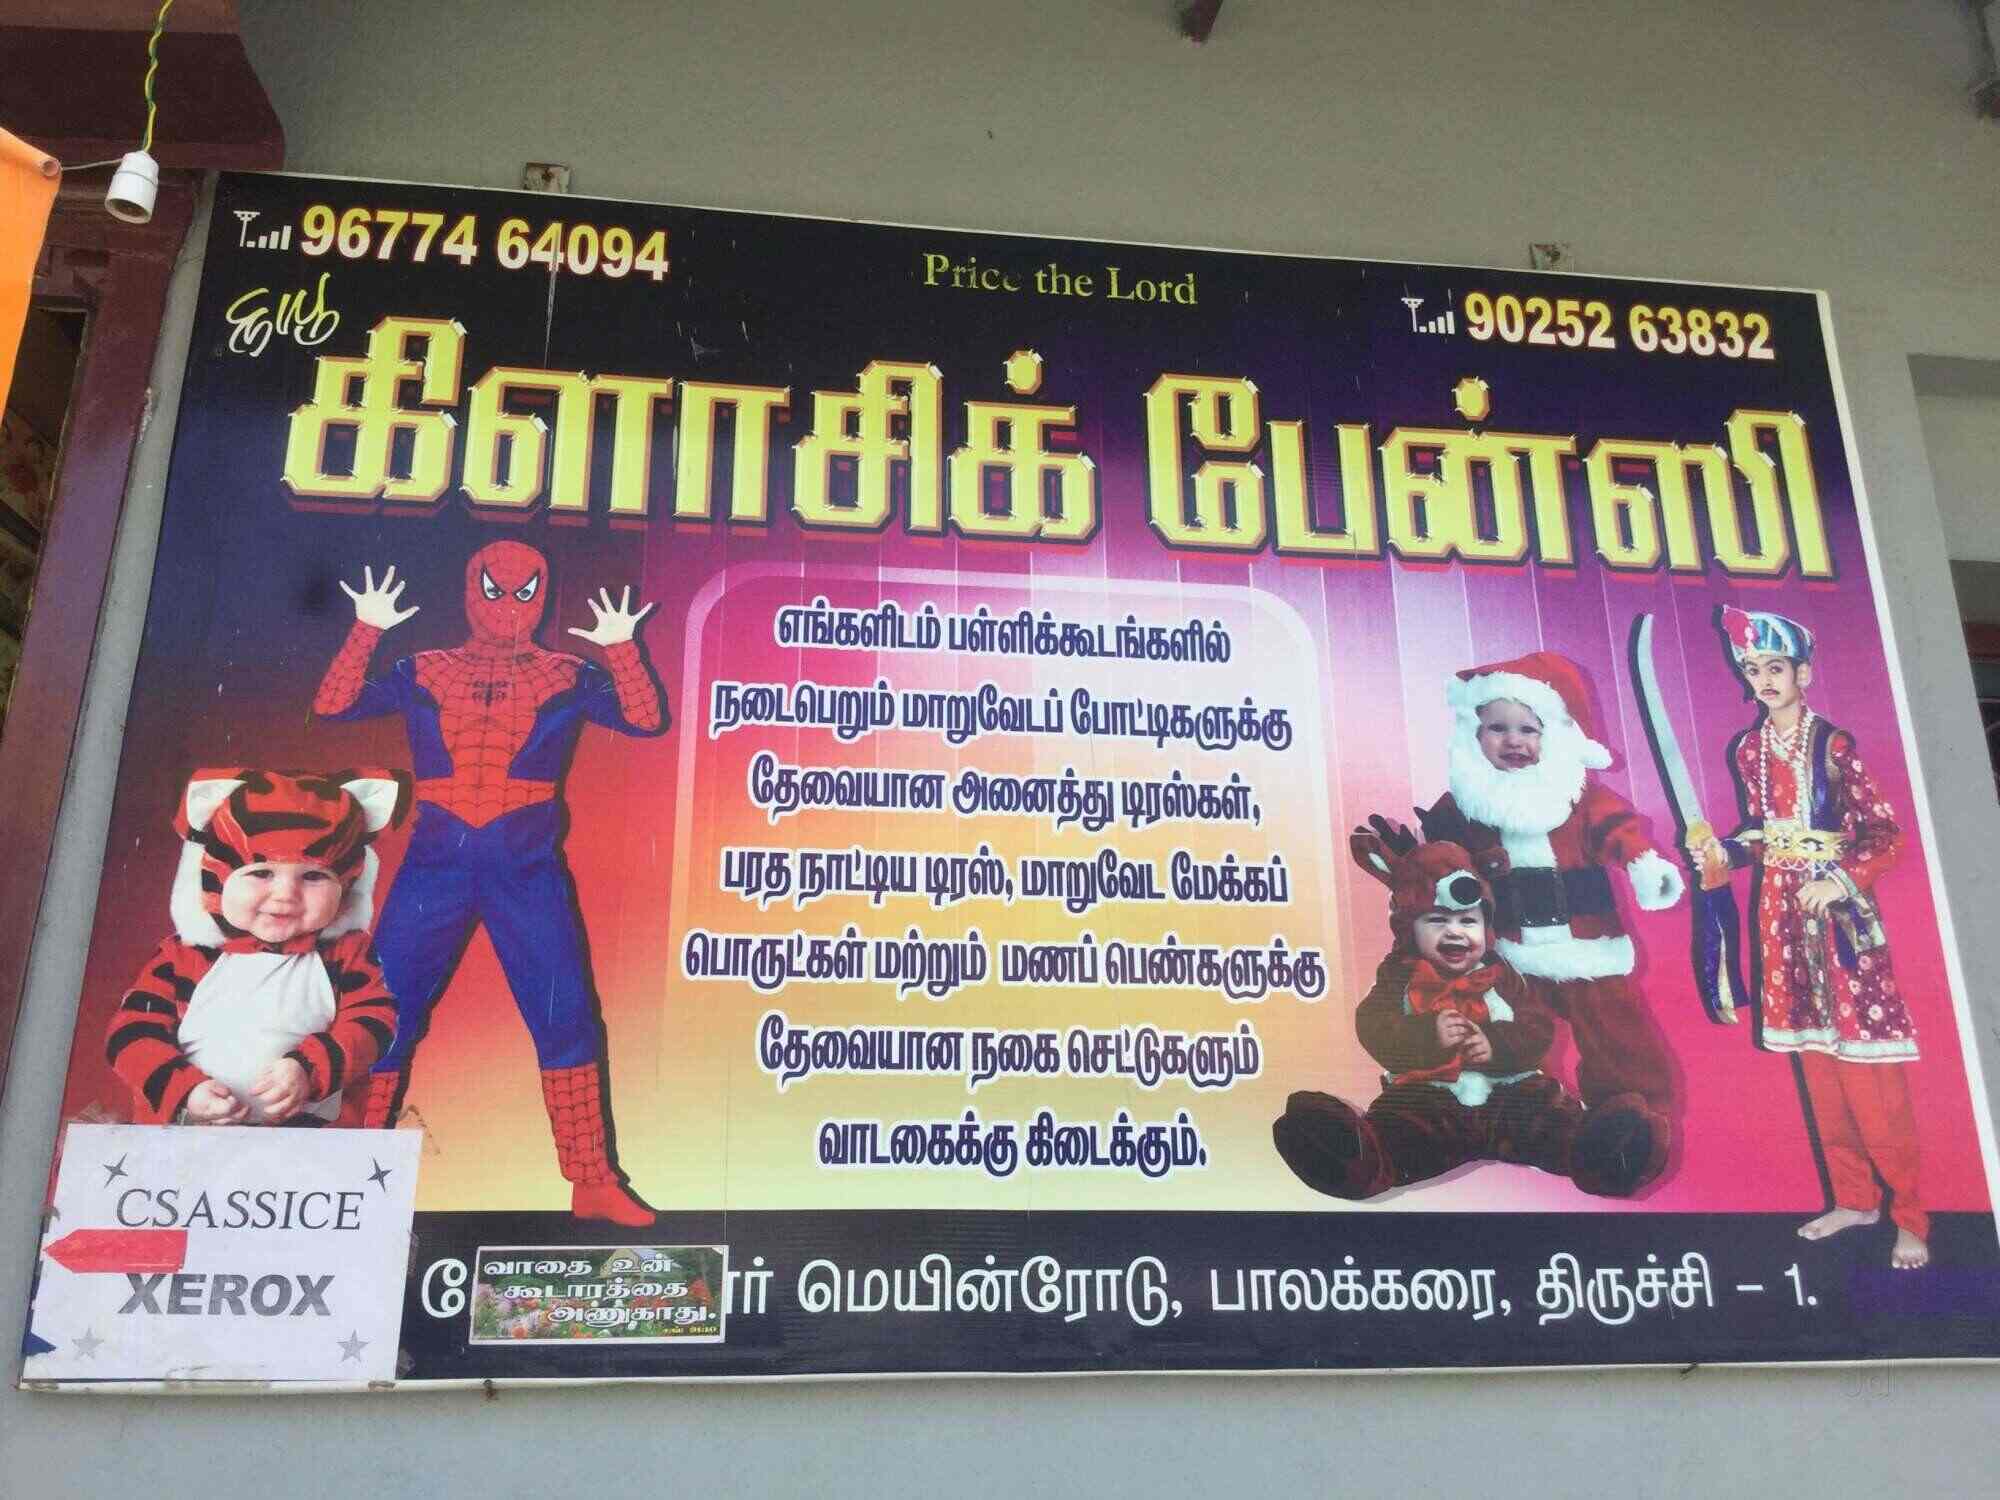 96774 64094
Price the Lord
90252 63832
நியூ
கிளாசிக் பேன்ஸி
எங்களிடம் பள்ளிக்கூடங்களில்
நடைபெறும் மாறுவேடப் போட்டிகளுக்கு
தேவையான அனைத்து டிரஸ்கள்,
பரத நாட்டிய டிரஸ், மாறுவேட மேக்கப்
பொருட்கள் மற்றும் மணப் பெண்களுக்கு
தேவையான நகை செட்டுகளும்
வாடகைக்கு கிடைக்கும்.
CSASSICE
XEROX
வாதை உன்
கூடாரத்தை
அணுகாது.
மெயின்ரோடு, பாலக்கரை, திருச்சி - 1.
Jd